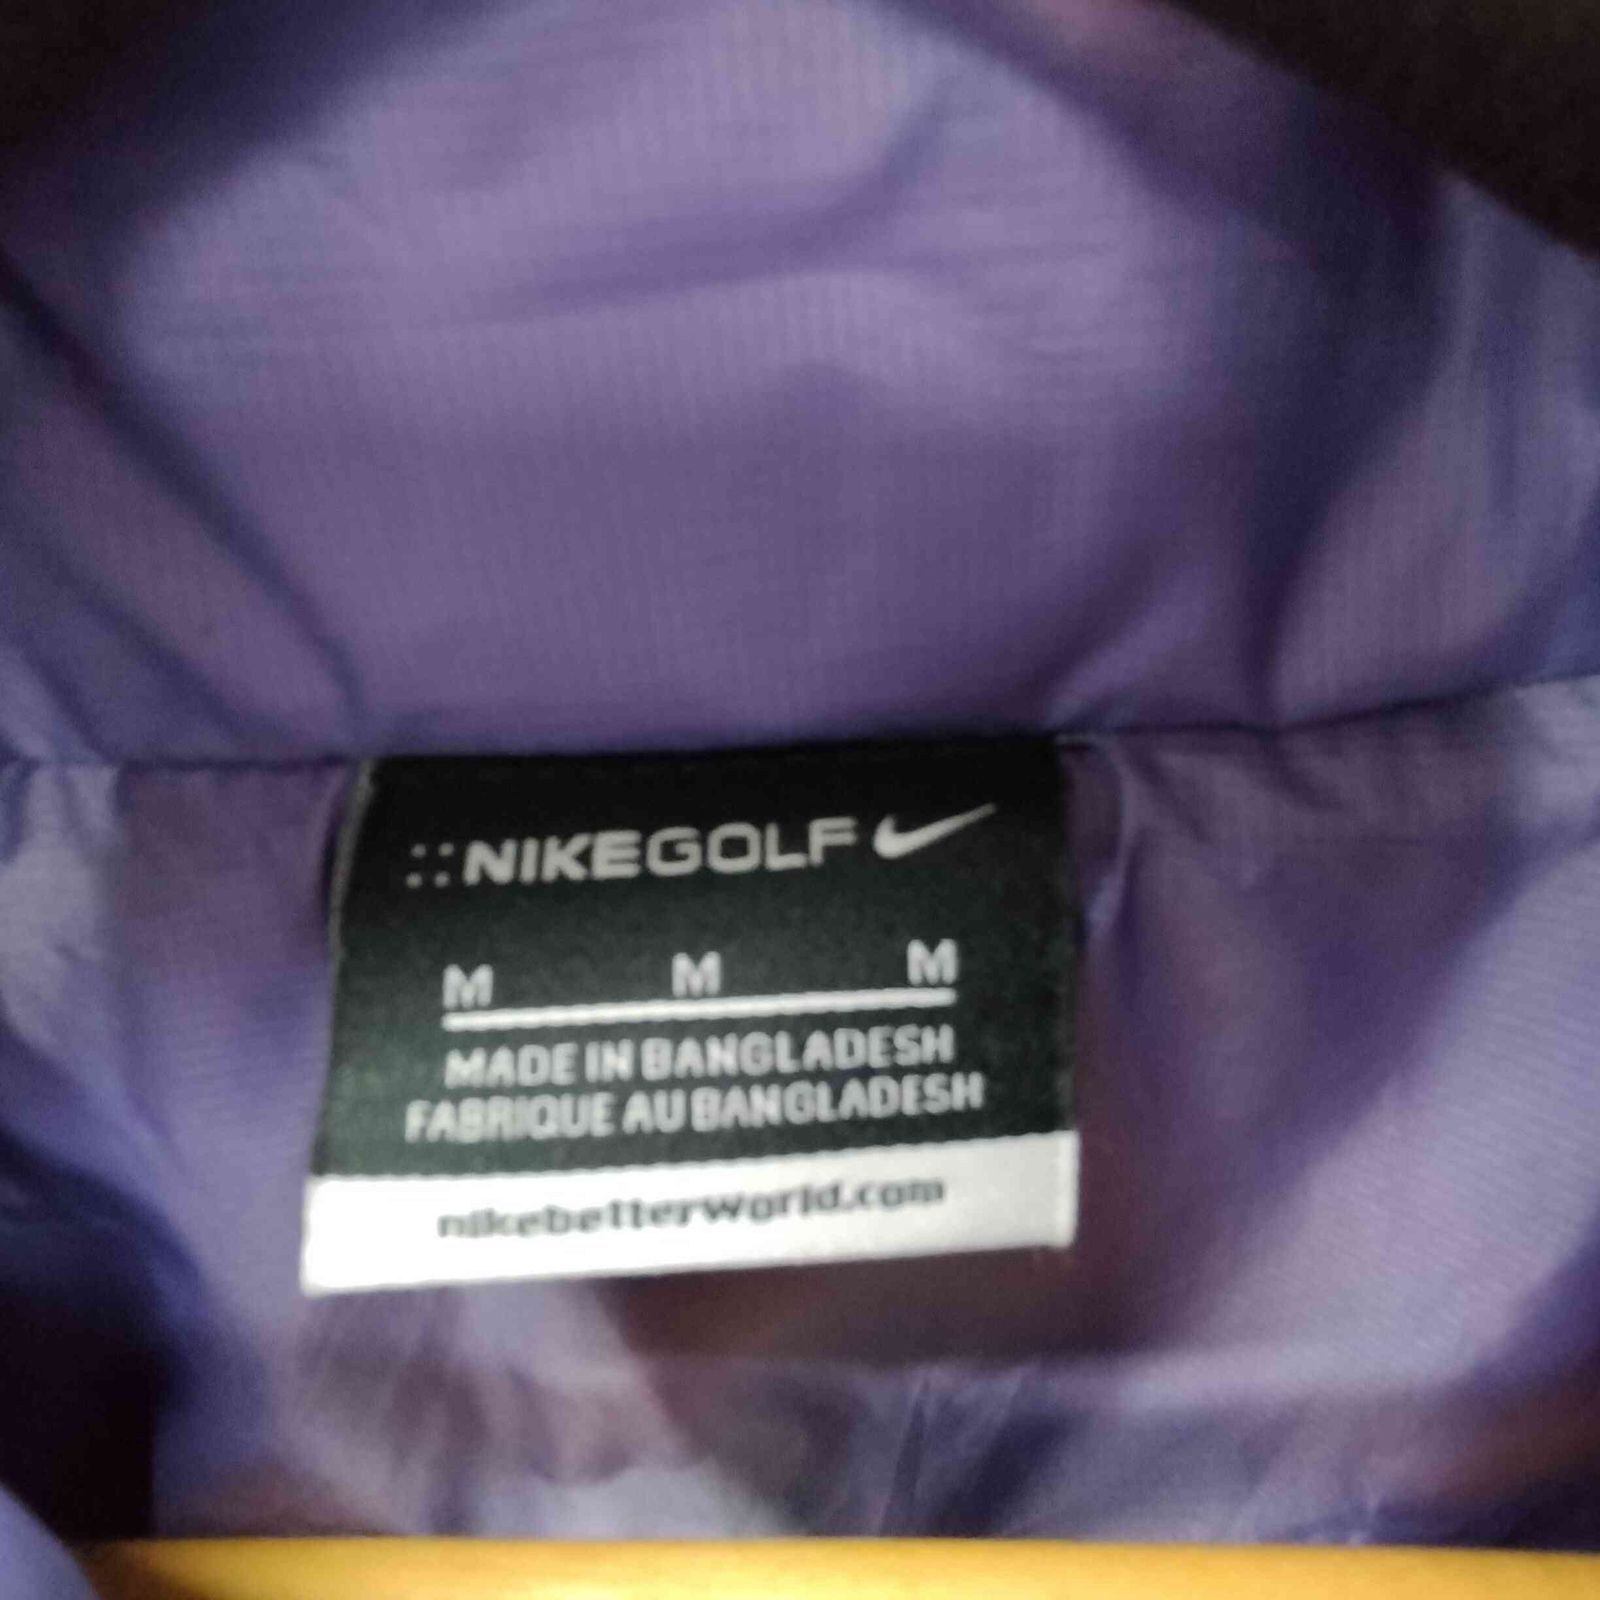 NIKEGOLF
M M M
MADE IN BANGLADESH
FABRIQUE AU BANGLADESH
nikebetterworld.com